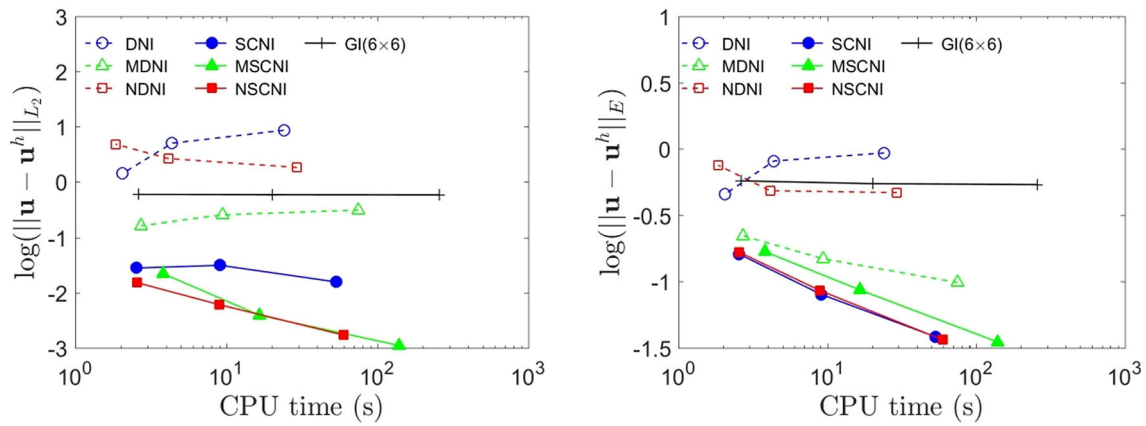 3
2
1
0
-1
-2
-3
log(||u − u^h||_{L_2})
DNI
MDNI
NDNI
SCNI
MSCNI
NSCNI
GI(6×6)
10^0
10^1
10^2
10^3
CPU time (s)
1
0.5
0
-0.5
-1
-1.5
log(||u − u^h||_E)
DNI
MDNI
NDNI
SCNI
MSCNI
NSCNI
GI(6×6)
10^0
10^1
10^2
10^3
CPU time (s)